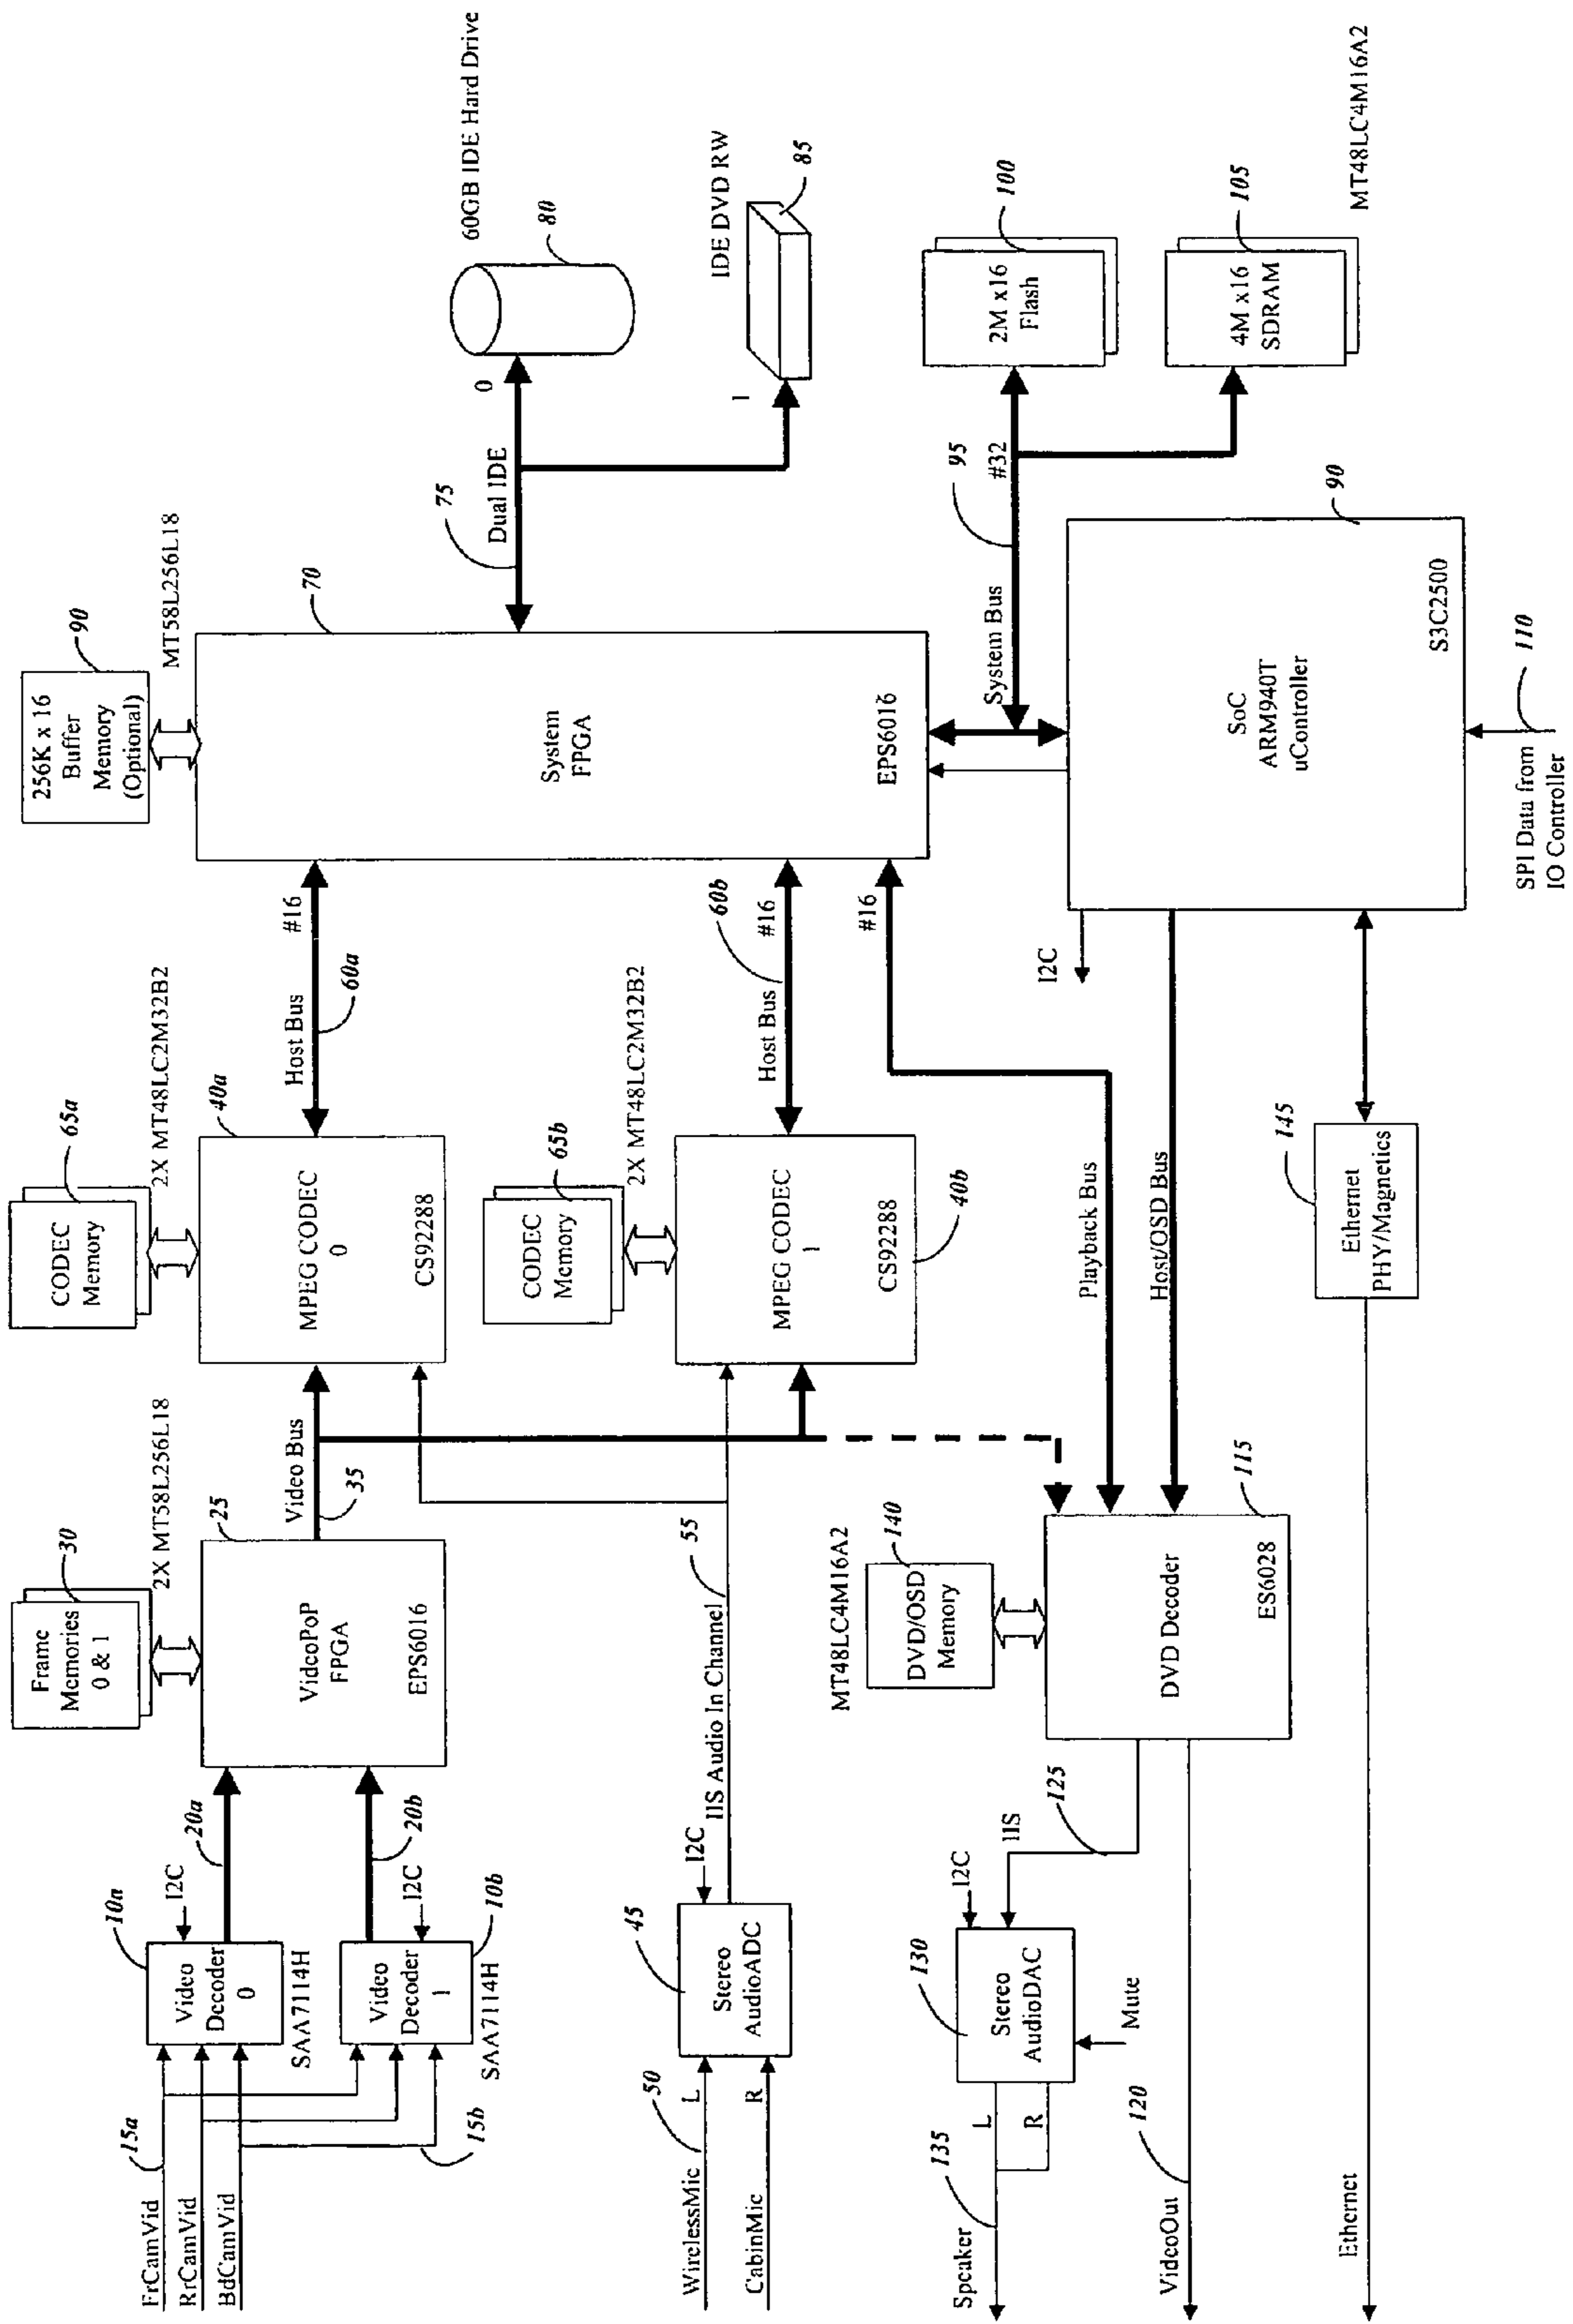 FrCamVid
RrCamVid
BdCamVid
15a
15b
10a
I2C
Video
Decoder
0
SAA7114H
20a
20b
I2C
10b
Video
Decoder
1
SAA7114H
Frame
Memories
0 & 1
30
2X MT58L256L18
25
VideoPoP
FPGA
EPS6016
Video Bus
35
CODEC
Memory
65a
2X MT48LC2M32B2
40a
MPEG CODEC
0
CS92288
Host Bus
#16
60a
CODEC
Memory
65b
2X MT48LC2M32B2
MPEG CODEC
1
CS92288
40b
Host Bus
#16
60b
#16
256K x 16
Buffer
Memory
(Optional)
90
MT58L256L18
70
System
FPGA
EPS6016
75
Dual IDE
0
60GB IDE Hard Drive
80
1
IDE DVD RW
85
WirelessMic
50
L
CabinMic
R
45
Stereo
AudioADC
I2C
IIS Audio In Channel
55
System Bus
95
#32
2M x16
Flash
100
4M x16
SDRAM
105
MT48LC4M16A2
SoC
ARM940T
uController
S3C2500
90
SPI Data from
IO Controller
110
I2C
Playback Bus
Host/OSD Bus
MT48LC4M16A2
DVD/OSD
Memory
140
DVD Decoder
ES6028
115
125
IIS
I2C
130
Stereo
AudioDAC
Mute
L
R
Speaker
135
VideoOut
120
145
Ethernet
PHY/Magnetics
Ethernet